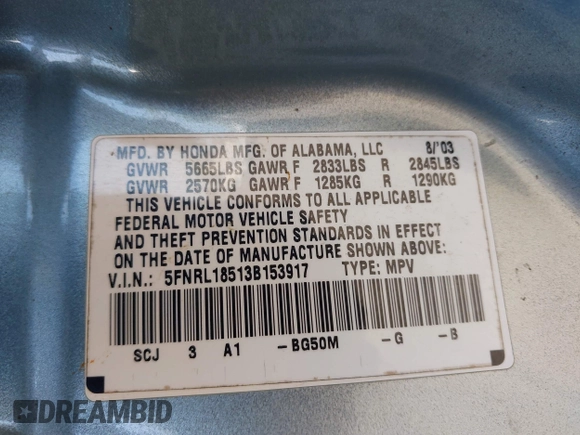 MFD. BY HONDA MFG. OF ALABAMA, LLC 8/'03
GVWR 5665LBS GAWR F 2833LBS R 2845LBS
GVWR 2570KG GAWR F 1285KG R 1290KG
THIS VEHICLE CONFORMS TO ALL APPLICABLE
FEDERAL MOTOR VEHICLE SAFETY
AND THEFT PREVENTION STANDARDS IN EFFECT
ON THE DATE OF MANUFACTURE SHOWN ABOVE:
V.I.N.: 5FNRL18513B153917 TYPE: MPV
SCJ 3 A1 -BG50M -G -B
DREAMBID